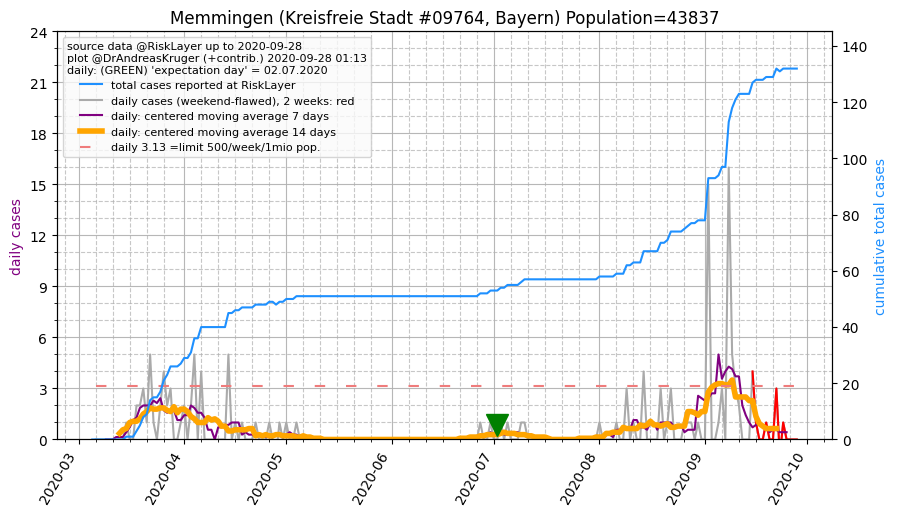 Memmingen (Kreisfreie Stadt #09764, Bayern) Population=43837
source data @RiskLayer up to 2020-09-28
plot @DrAndreasKruger (+contrib.) 2020-09-28 01:13
daily: (GREEN) 'expectation day' = 02.07.2020
total cases reported at RiskLayer
daily cases (weekend-flawed), 2 weeks: red
daily: centered moving average 7 days
daily: centered moving average 14 days
daily 3.13 =limit 500/week/1mio pop.
daily cases
24
21
18
15
12
9
6
3
0
cumulative total cases
140
120
100
80
60
40
20
0
2020-03
2020-04
2020-05
2020-06
2020-07
2020-08
2020-09
2020-10